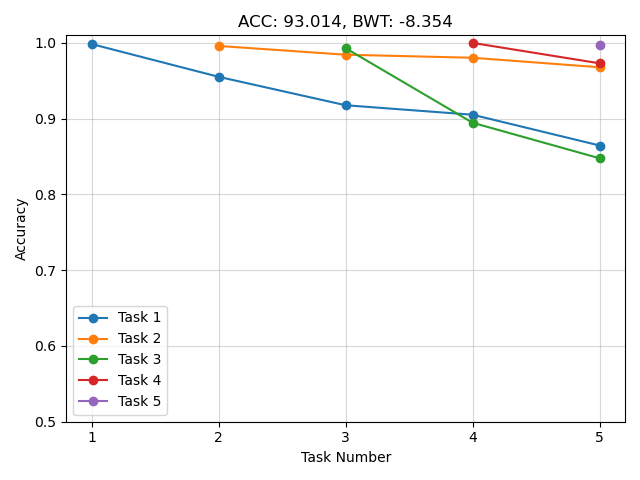 ACC: 93.014, BWT: -8.354
1.0
0.9
0.8
0.7
0.6
0.5
Accuracy
Task 1
Task 2
Task 3
Task 4
Task 5
1 2 3 4 5
Task Number